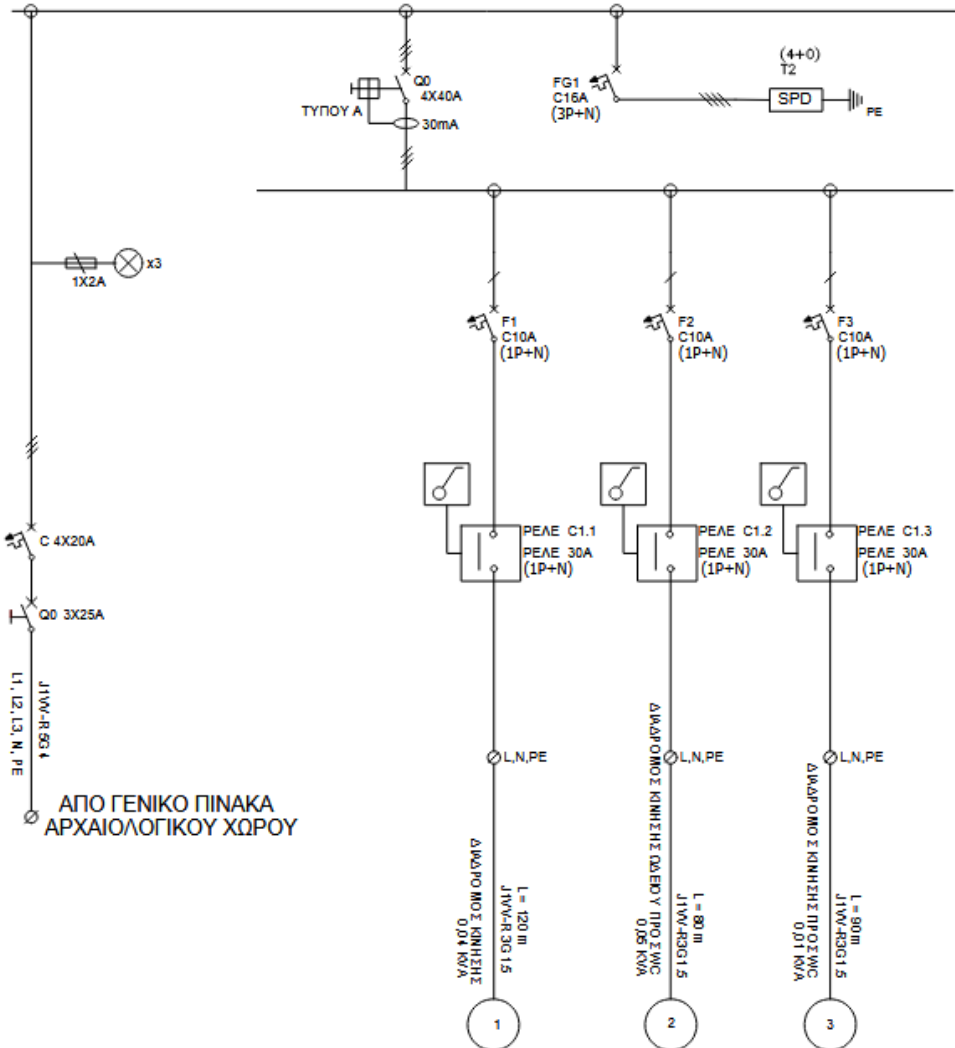 (4+0)
T2
SPD
PE
FG1
C16A
(3P+N)
Q0
4X40A
ΤΥΠΟΥ Α
30mA
1X2A
x3
F1
C10A
(1P+N)
F2
C10A
(1P+N)
F3
C10A
(1P+N)
C 4X20A
Q0 3X25A
ΡΕΛΕ C1.1
ΡΕΛΕ 30A
(1P+N)
ΡΕΛΕ C1.2
ΡΕΛΕ 30A
(1P+N)
ΡΕΛΕ C1.3
ΡΕΛΕ 30A
(1P+N)
J1VV-R 5G4
L1, L2, L3, N, PE
ΑΠΟ ΓΕΝΙΚΟ ΠΙΝΑΚΑ
ΑΡΧΑΙΟΛΟΓΙΚΟΥ ΧΩΡΟΥ
L,N,PE
L,N,PE
L,N,PE
L = 120 m
J1VV-R 3G1,5
ΔΙΑΔΡΟΜΟΣ ΚΙΝΗΣΗΣ
0,04 KVA
L = 80 m
J1VV-R3G1,5
ΔΙΑΔΡΟΜΟΣ ΚΙΝΗΣΗΣ ΩΔΕΙΟΥ ΠΡΟΣ WC
0,05 KVA
L = 90m
J1VV-R3G1,5
ΔΙΑΔΡΟΜΟΣ ΚΙΝΗΣΗΣ ΠΡΟΣ WC
0,01 KVA
1
2
3